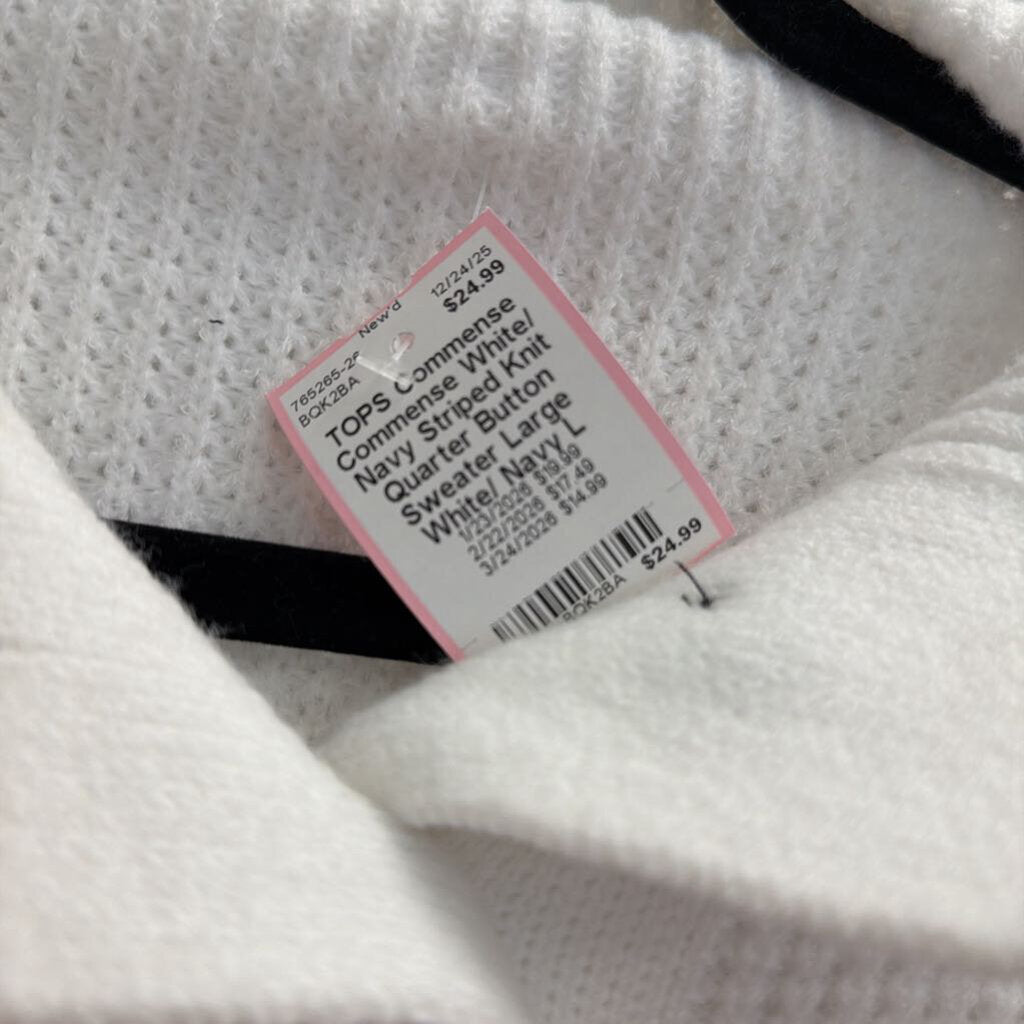 765265-26 New'd 12/24/25
BQK2BA $24.99
TOPS Commense
Commense White/
Navy Striped Knit
Quarter Button
Sweater Large
White/ Navy L
1/23/2026 $19.99
2/22/2026 $17.49
3/24/2026 $14.99
BQK2BA $24.99